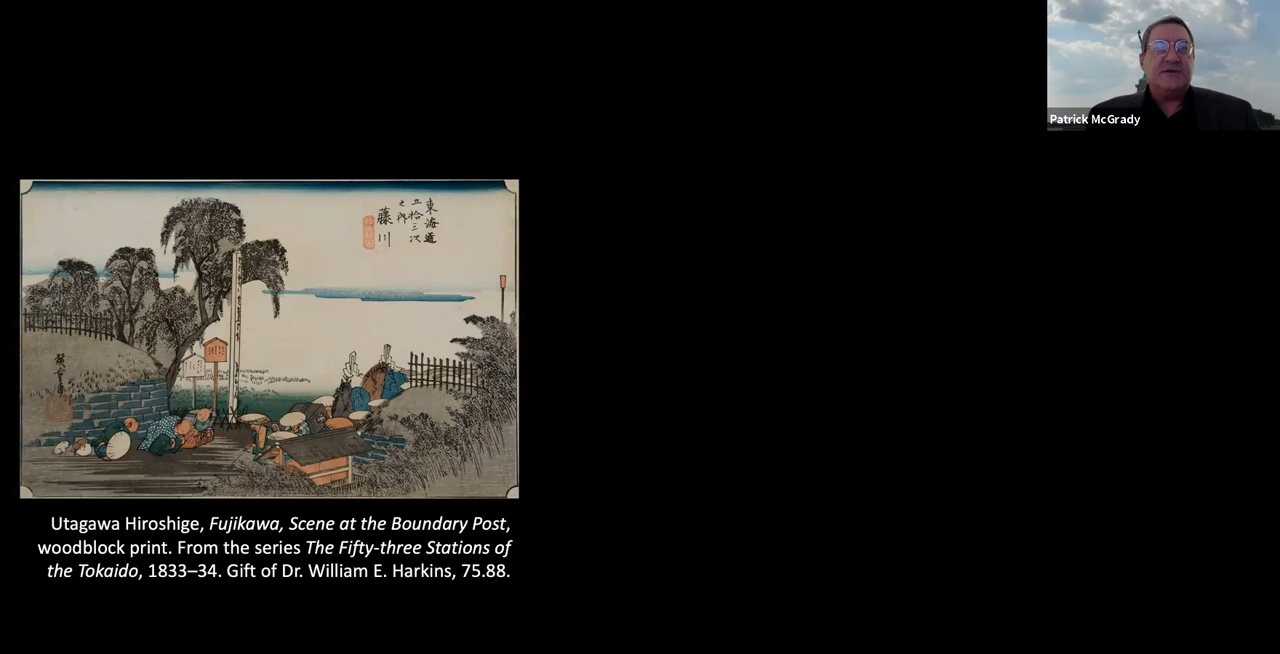 Patrick McGrady
東海道
五拾三次
之内
藤川
Utagawa Hiroshige, Fujikawa, Scene at the Boundary Post,
woodblock print. From the series The Fifty-three Stations of
the Tokaido, 1833–34. Gift of Dr. William E. Harkins, 75.88.